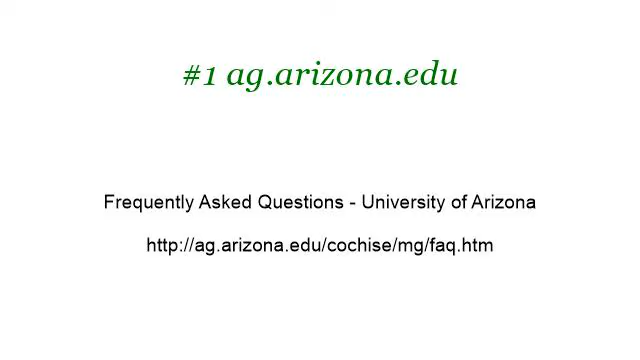 #1 ag.arizona.edu
Frequently Asked Questions - University of Arizona
http://ag.arizona.edu/cochise/mg/faq.htm